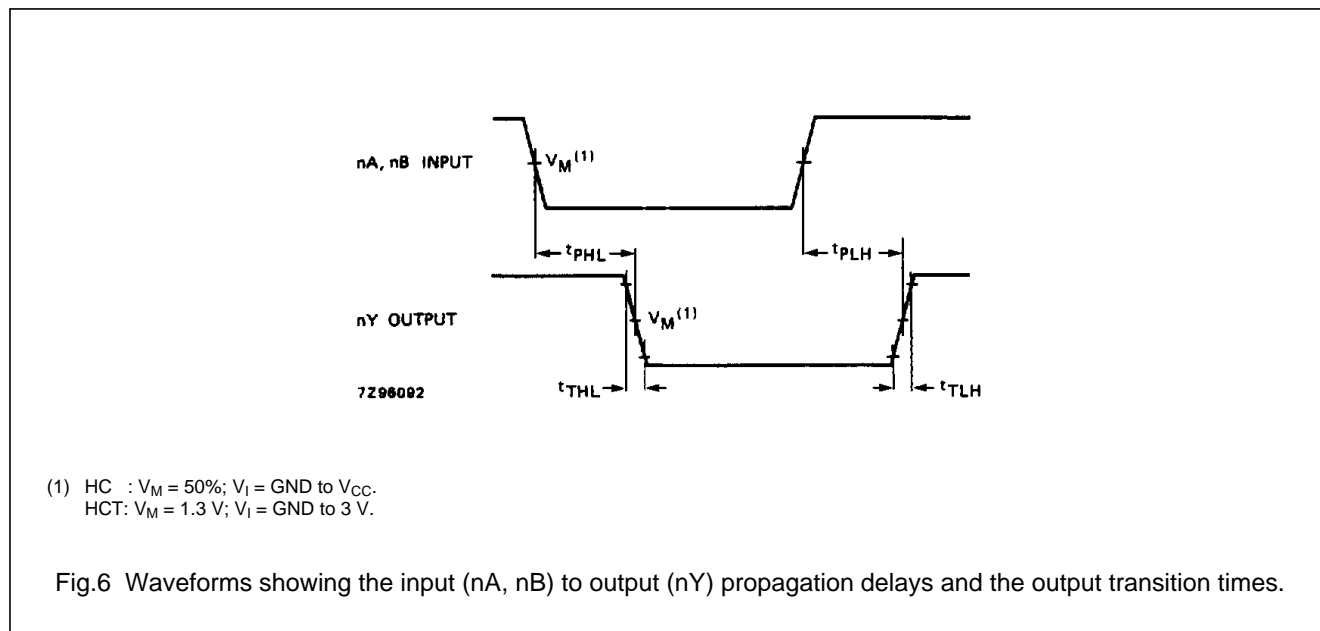 nA, nB INPUT
VM(1)
tPHL
tPLH
nY OUTPUT
VM(1)
tTHL
tTLH
7Z96092
(1) HC : VM = 50%; VI = GND to VCC.
HCT: VM = 1.3 V; VI = GND to 3 V.
Fig.6 Waveforms showing the input (nA, nB) to output (nY) propagation delays and the output transition times.